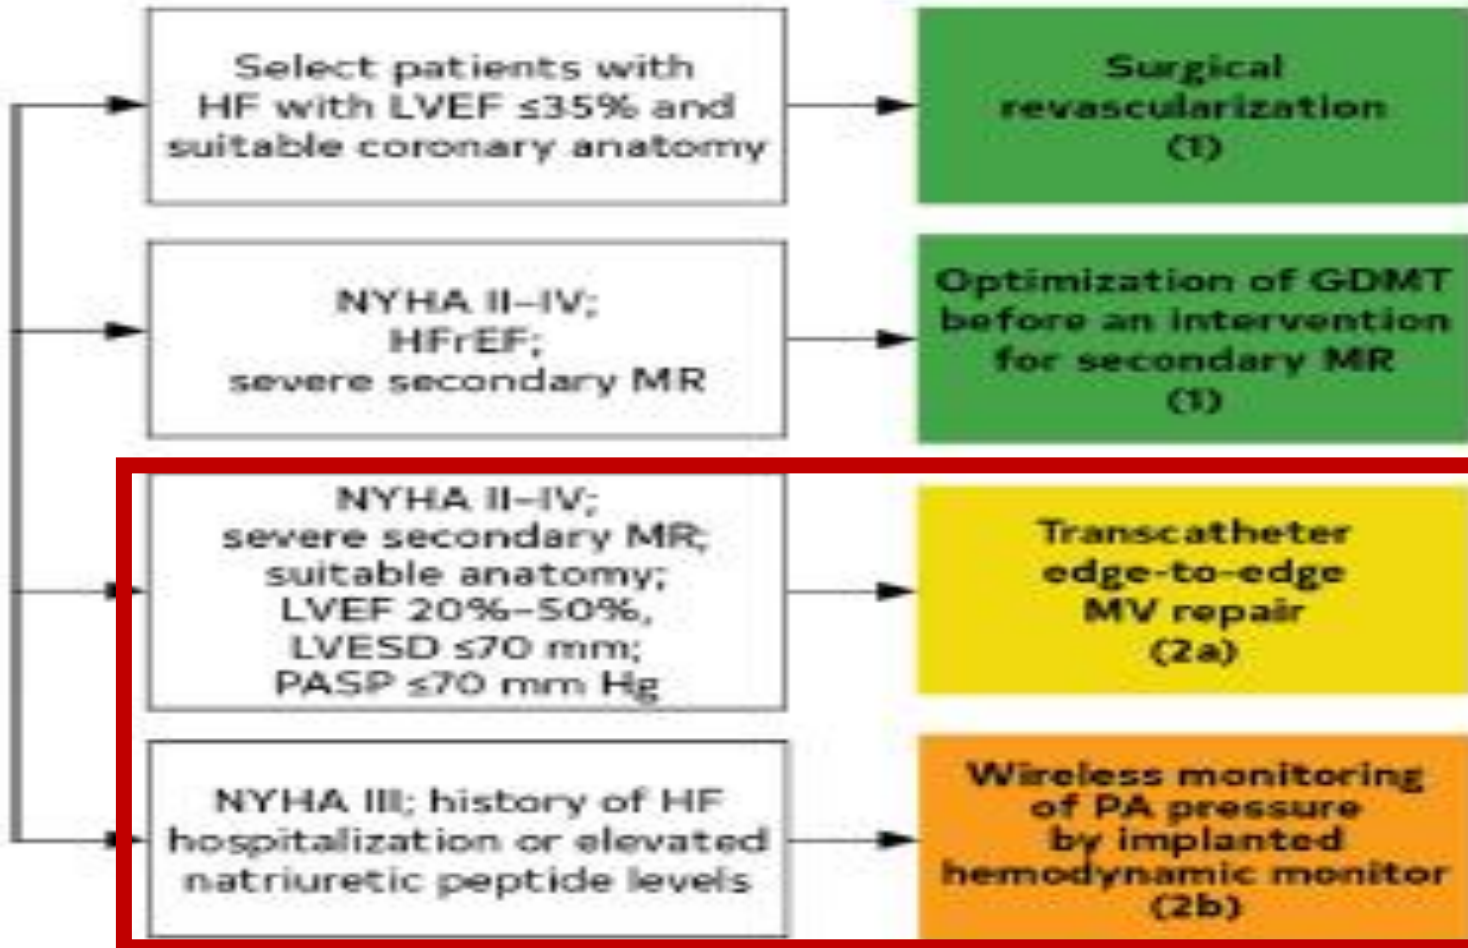 Select patients with
HF with LVEF ≤35% and
suitable coronary anatomy
Surgical
revascularization
(1)
NYHA II–IV;
HFrEF;
severe secondary MR
Optimization of GDMT
before an intervention
for secondary MR
(1)
NYHA II–IV;
severe secondary MR;
suitable anatomy;
LVEF 20%–50%,
LVESD ≤70 mm;
PASP ≤70 mm Hg
Transcatheter
edge-to-edge
MV repair
(2a)
NYHA III; history of HF
hospitalization or elevated
natriuretic peptide levels
Wireless monitoring
of PA pressure
by implanted
hemodynamic monitor
(2b)